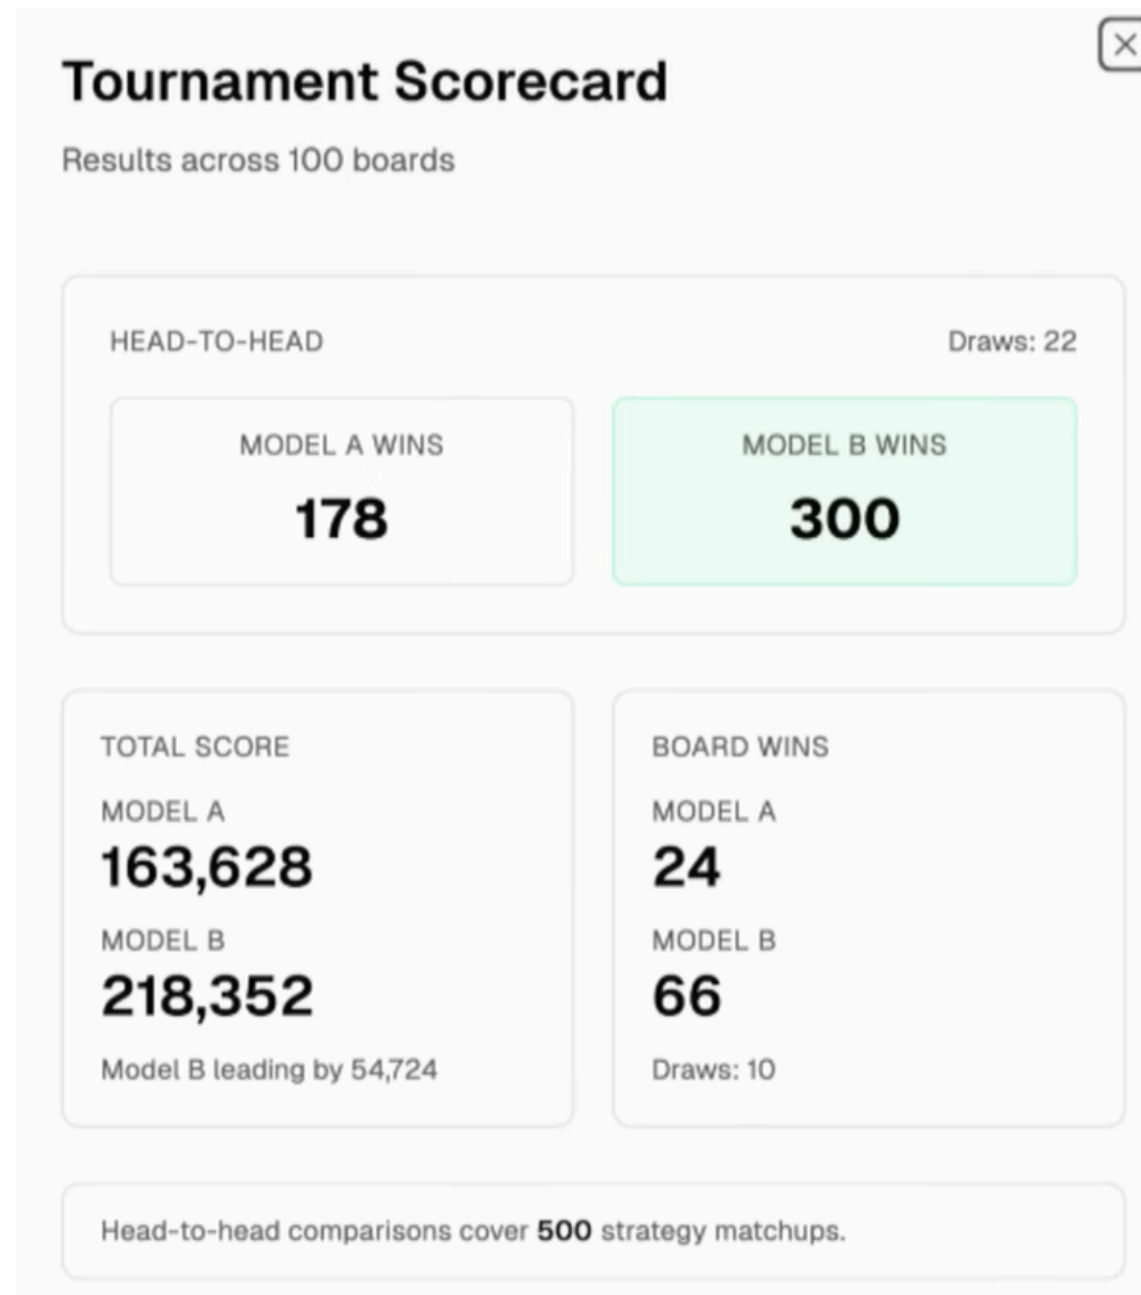 Tournament Scorecard
Results across 100 boards
HEAD-TO-HEAD
Draws: 22
MODEL A WINS
178
MODEL B WINS
300
TOTAL SCORE
MODEL A
163,628
MODEL B
218,352
Model B leading by 54,724
BOARD WINS
MODEL A
24
MODEL B
66
Draws: 10
Head-to-head comparisons cover 500 strategy matchups.